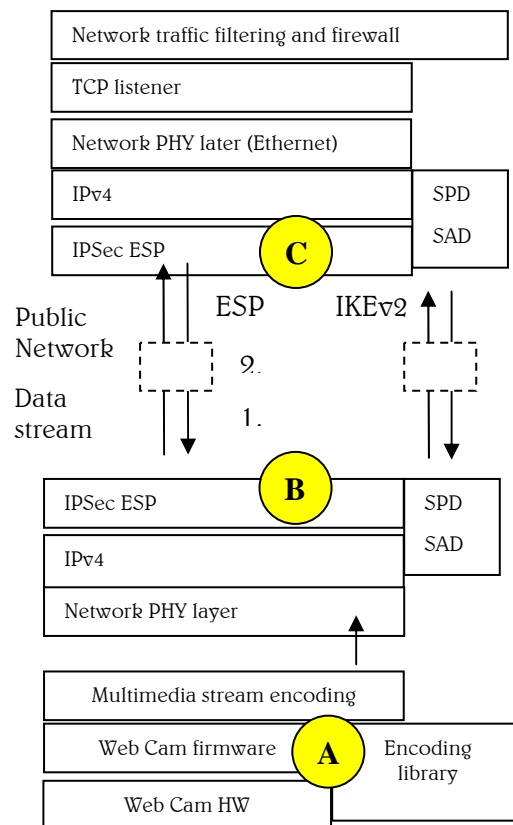 Network traffic filtering and firewall
TCP listener
Network PHY later (Ethernet)
IPv4
SPD
SAD
IPSec ESP
C
ESP
IKEv2
Public
Network
2.
Data
stream
1.
B
IPSec ESP
SPD
SAD
IPv4
Network PHY layer
Multimedia stream encoding
Web Cam firmware
A
Encoding
library
Web Cam HW